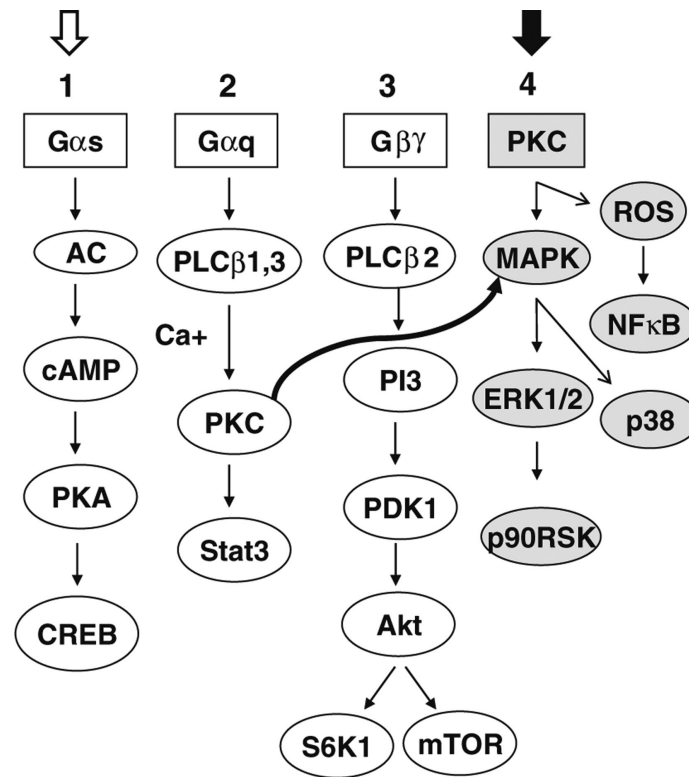 1
2
3
4
Gαs
Gαq
Gβγ
PKC
ROS
AC
PLCβ1,3
PLCβ2
MAPK
NFκB
Ca+
cAMP
PKC
PI3
ERK1/2
p38
PKA
Stat3
PDK1
p90RSK
CREB
Akt
S6K1
mTOR